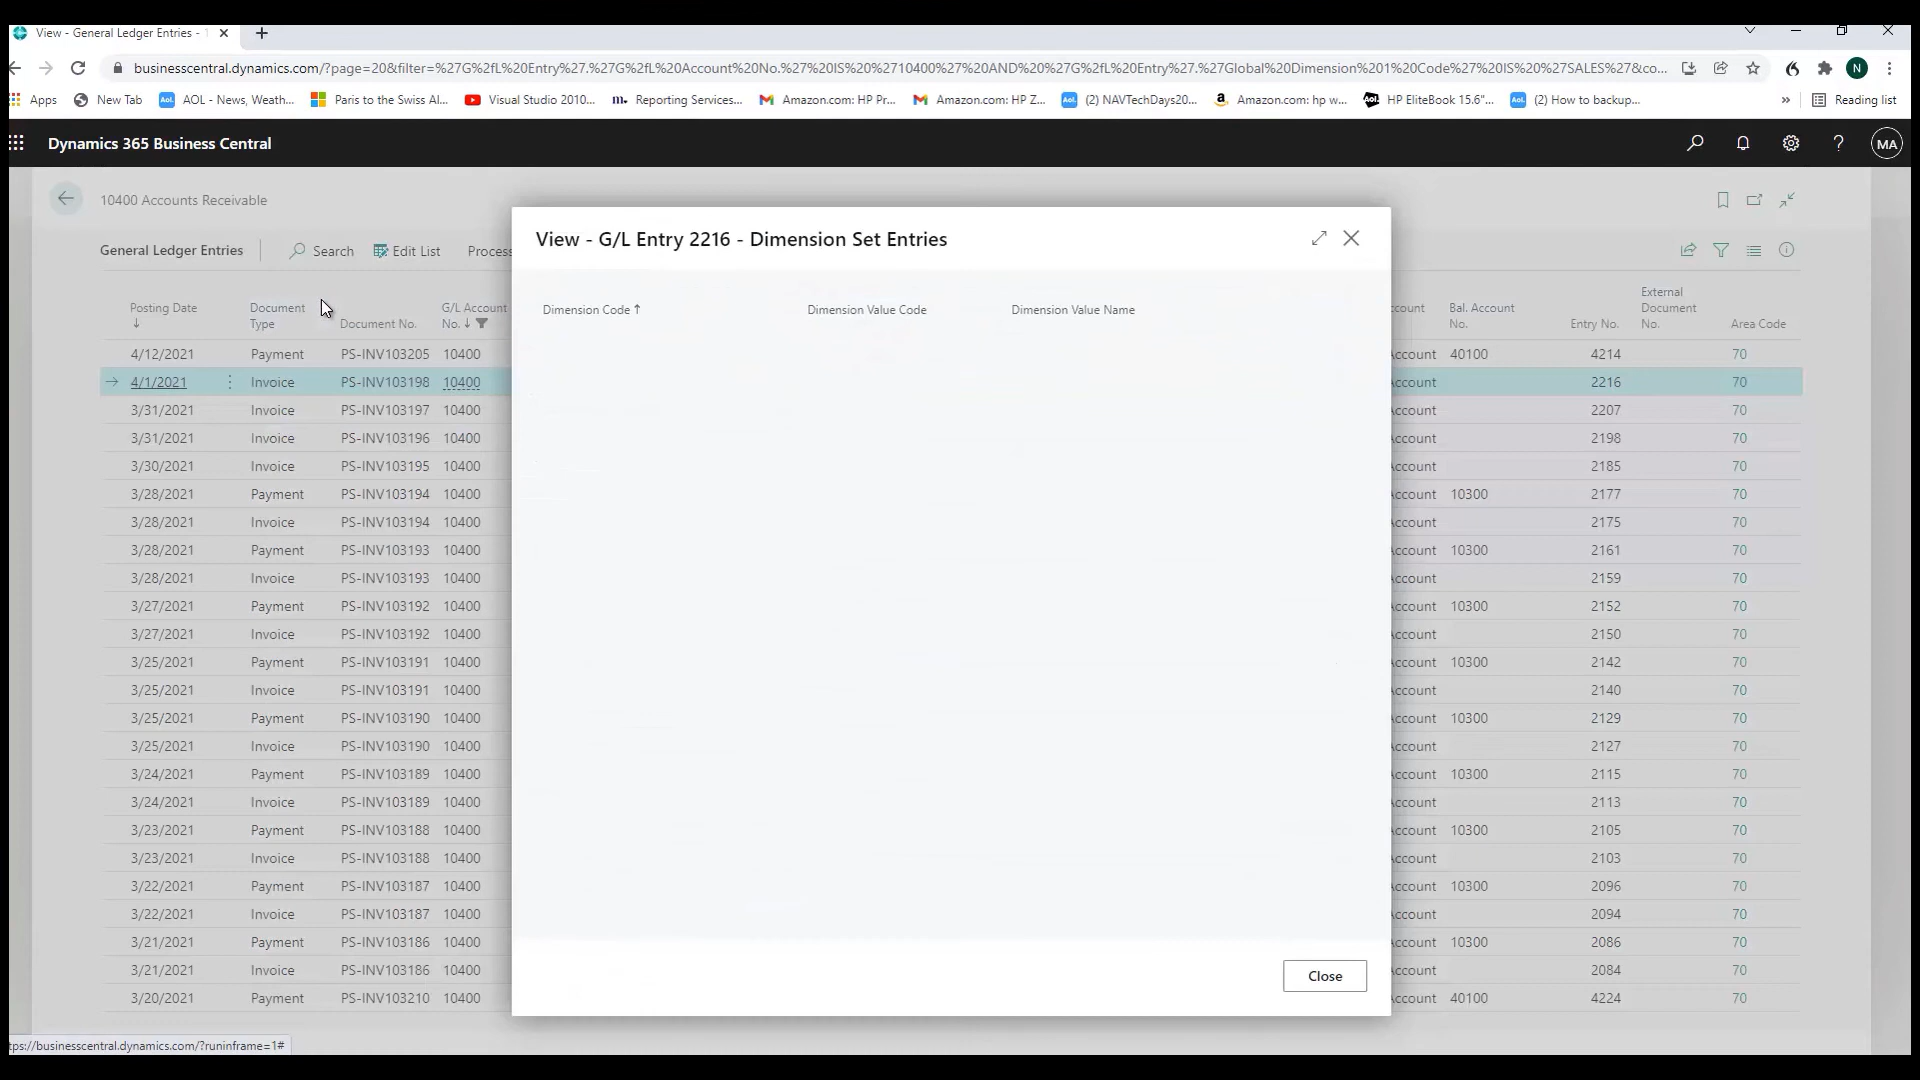 View - General Ledger Entries -
businesscentral.dynamics.com/?page=20&filter=%27G%2fL%20Entry%27.%27G%2fL%20Account%20No.%27%20IS%20%2710400%27%20AND%20%27G%2fL%20Entry%27.%27Global%20Dimension%201%20Code%27%20IS%20%27SALES%27&co...
N
Apps New Tab AOL - News, Weath... Paris to the Swiss Al... Visual Studio 2010... Reporting Services... Amazon.com: HP Pr... Amazon.com: HP Z... (2) NAVTechDays20... Amazon.com: hp w... HP EliteBook 15.6"... (2) How to backup... » Reading list
Dynamics 365 Business Central
MA
10400 Accounts Receivable
General Ledger Entries Search Edit List Process
View - G/L Entry 2216 - Dimension Set Entries
Dimension Code ↑ Dimension Value Code Dimension Value Name
Posting Date ↓ Document Type Document No. G/L Account No. ↓ ccount Bal. Account No. Entry No. External Document No. Area Code
4/12/2021 Payment PS-INV103205 10400 Account 40100 4214 70
4/1/2021 Invoice PS-INV103198 10400 Account 2216 70
3/31/2021 Invoice PS-INV103197 10400 Account 2207 70
3/31/2021 Invoice PS-INV103196 10400 Account 2198 70
3/30/2021 Invoice PS-INV103195 10400 Account 2185 70
3/28/2021 Payment PS-INV103194 10400 Account 10300 2177 70
3/28/2021 Invoice PS-INV103194 10400 Account 2175 70
3/28/2021 Payment PS-INV103193 10400 Account 10300 2161 70
3/28/2021 Invoice PS-INV103193 10400 Account 2159 70
3/27/2021 Payment PS-INV103192 10400 Account 10300 2152 70
3/27/2021 Invoice PS-INV103192 10400 Account 2150 70
3/25/2021 Payment PS-INV103191 10400 Account 10300 2142 70
3/25/2021 Invoice PS-INV103191 10400 Account 2140 70
3/25/2021 Payment PS-INV103190 10400 Account 10300 2129 70
3/25/2021 Invoice PS-INV103190 10400 Account 2127 70
3/24/2021 Payment PS-INV103189 10400 Account 10300 2115 70
3/24/2021 Invoice PS-INV103189 10400 Account 2113 70
3/23/2021 Payment PS-INV103188 10400 Account 10300 2105 70
3/23/2021 Invoice PS-INV103188 10400 Account 2103 70
3/22/2021 Payment PS-INV103187 10400 Account 10300 2096 70
3/22/2021 Invoice PS-INV103187 10400 Account 2094 70
3/21/2021 Payment PS-INV103186 10400 Account 10300 2086 70
3/21/2021 Invoice PS-INV103186 10400 Account 2084 70
3/20/2021 Payment PS-INV103210 10400 Account 40100 4224 70
Close
tps://businesscentral.dynamics.com/?runinframe=1#